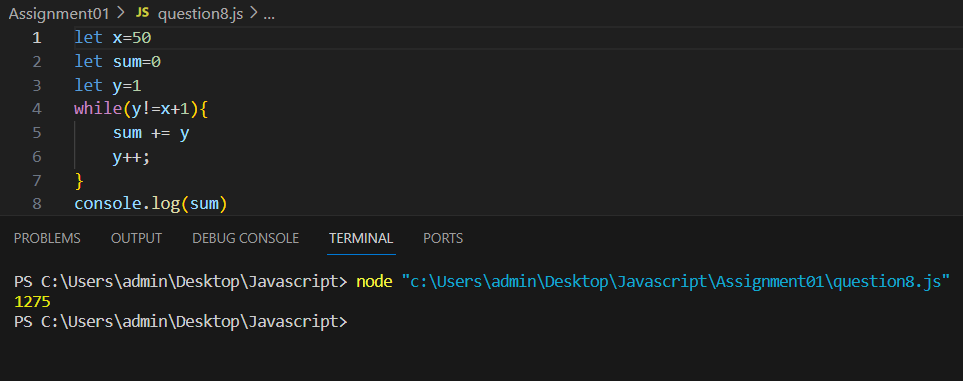 Assignment01 > JS question8.js > ...
1 let x=50
2 let sum=0
3 let y=1
4 while(y!=x+1){
5     sum += y
6     y++;
7 }
8 console.log(sum)
PROBLEMS OUTPUT DEBUG CONSOLE TERMINAL PORTS
PS C:\Users\admin\Desktop\Javascript> node "c:\Users\admin\Desktop\Javascript\Assignment01\question8.js"
1275
PS C:\Users\admin\Desktop\Javascript>